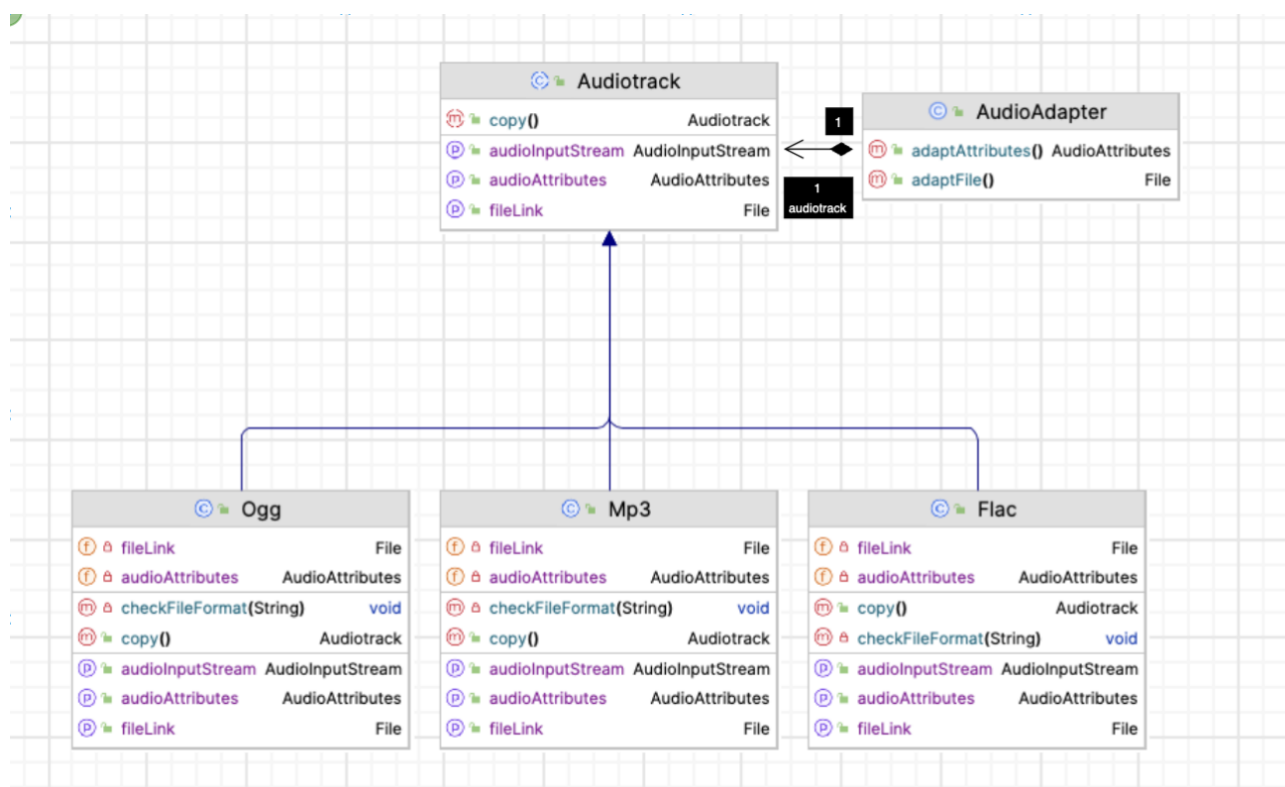 Audiotrack
copy() Audiotrack
audioInputStream AudioInputStream
audioAttributes AudioAttributes
fileLink File
1
1
audiotrack
AudioAdapter
adaptAttributes() AudioAttributes
adaptFile() File
Ogg
fileLink File
audioAttributes AudioAttributes
checkFileFormat(String) void
copy() Audiotrack
audioInputStream AudioInputStream
audioAttributes AudioAttributes
fileLink File
Mp3
fileLink File
audioAttributes AudioAttributes
checkFileFormat(String) void
copy() Audiotrack
audioInputStream AudioInputStream
audioAttributes AudioAttributes
fileLink File
Flac
fileLink File
audioAttributes AudioAttributes
copy() Audiotrack
checkFileFormat(String) void
audioInputStream AudioInputStream
audioAttributes AudioAttributes
fileLink File